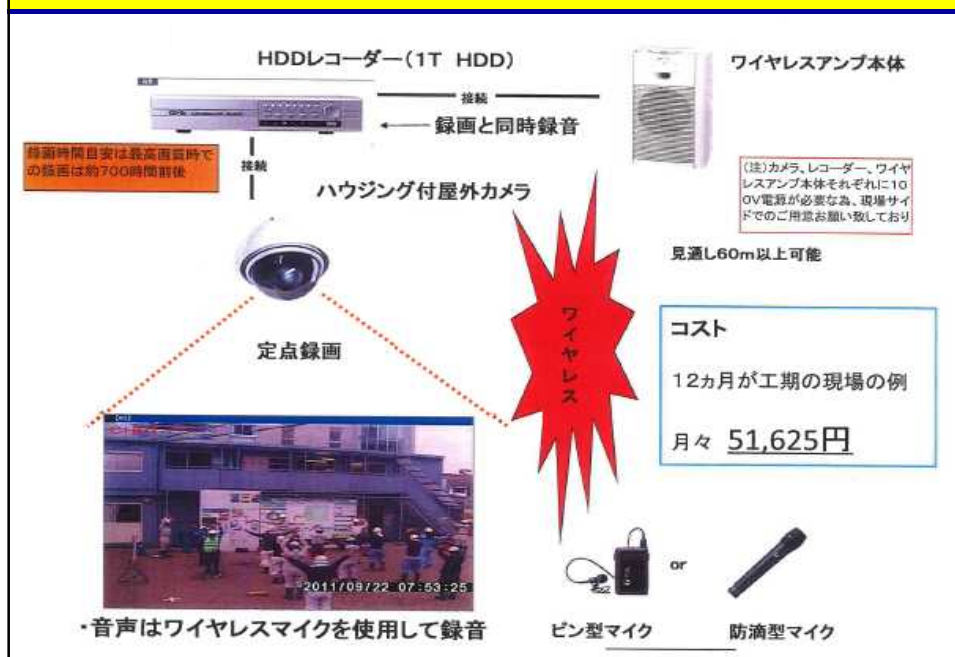 HDDレコーダー(1T HDD)
ワイヤレスアンプ本体
接続
録画と同時録音
録画時間目安は最高画質時で
の録画は約700時間前後
接続
(注)カメラ、レコーダー、ワイヤ
レスアンプ本体それぞれに10
0V電源が必要な為、現場サイ
ドでのご用意お願い致しており
ハウジング付屋外カメラ
見通し60m以上可能
ワイヤレス
コスト
12ヵ月が工期の現場の例
月々 51,625円
定点録画
2011/09/22 07:53:25
or
・音声はワイヤレスマイクを使用して録音
ピン型マイク
防滴型マイク